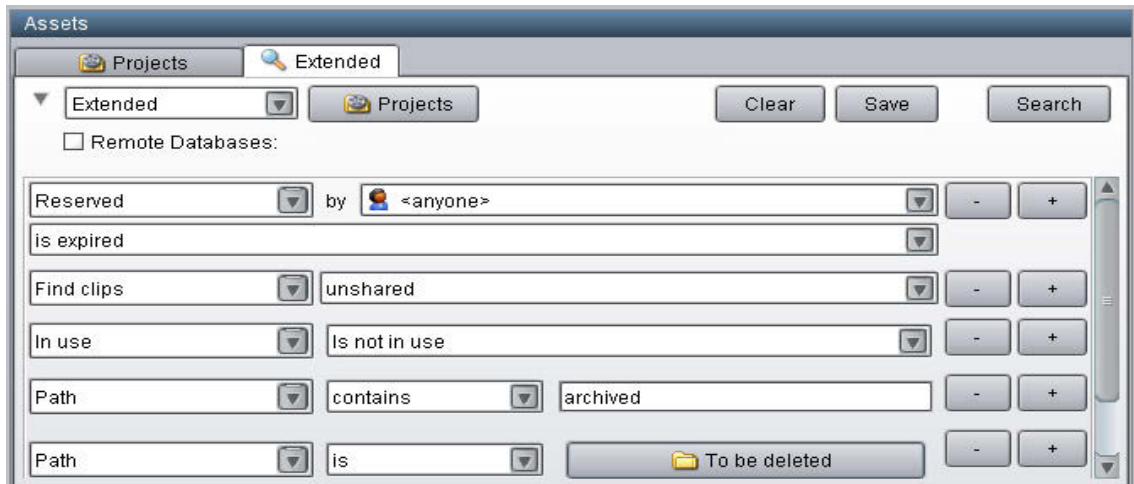 Assets
Projects Extended
Extended Projects Clear Save Search
Remote Databases:
Reserved by <anyone> - +
is expired
Find clips unshared - +
In use Is not in use - +
Path contains archived - +
Path is To be deleted - +